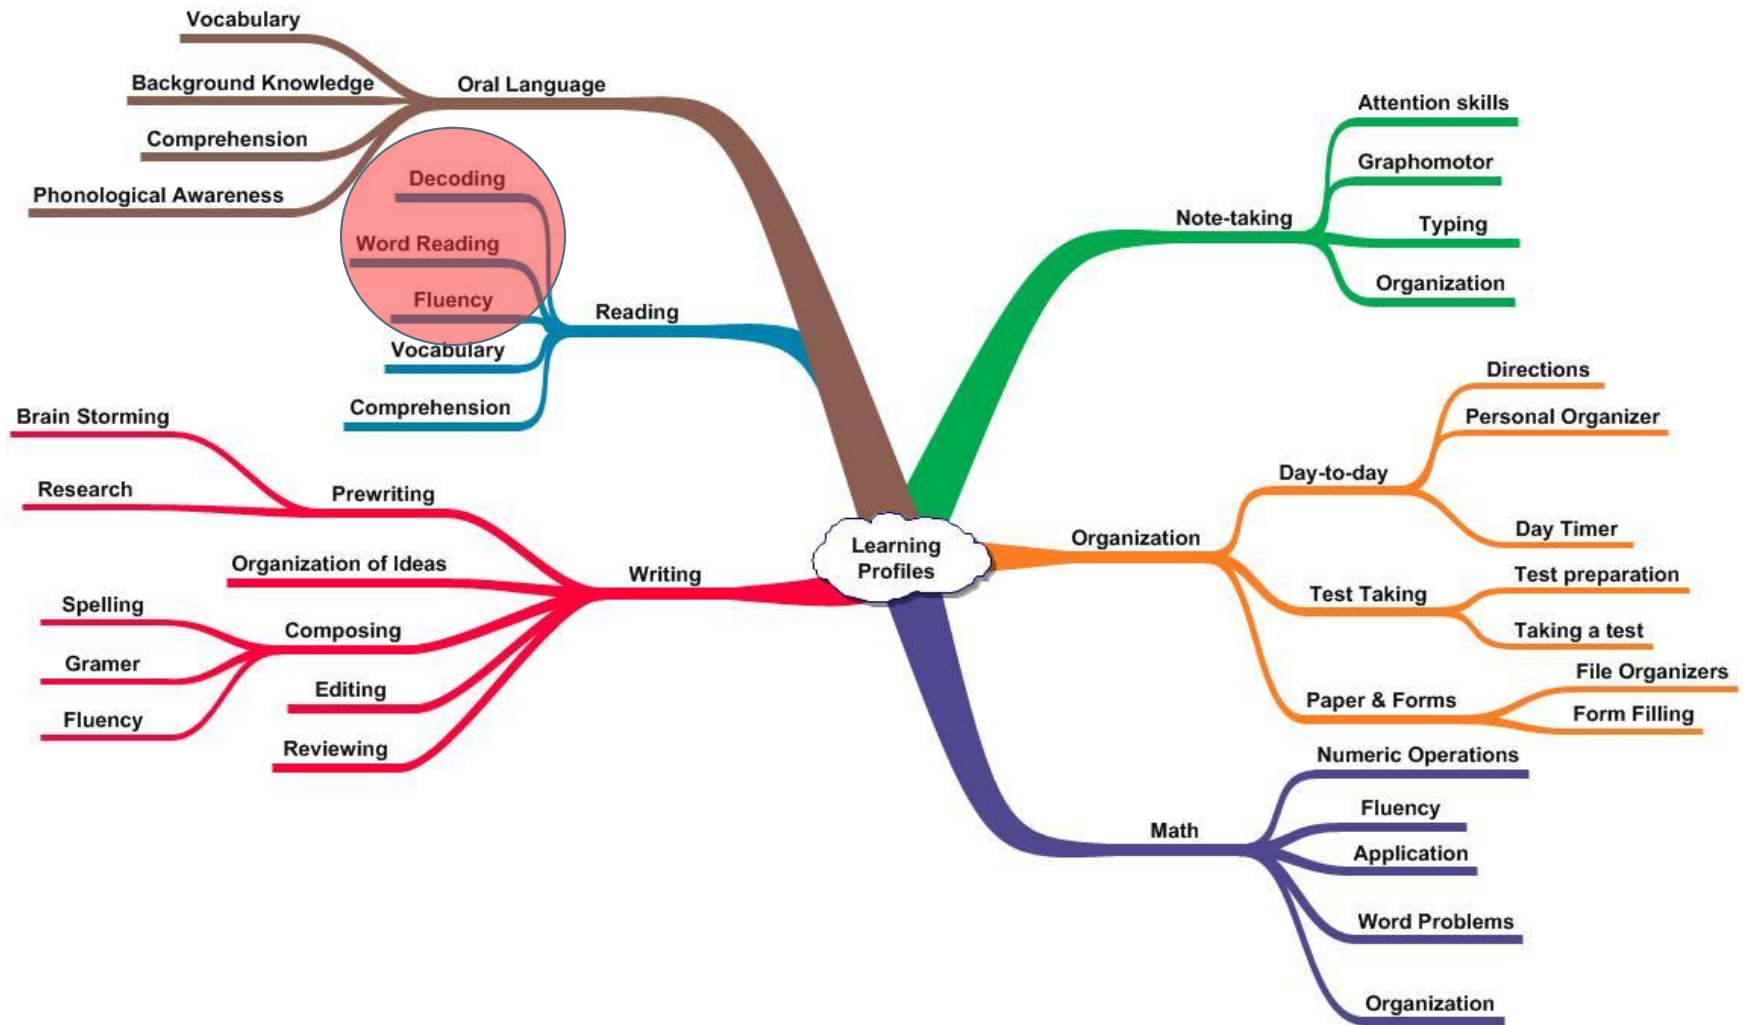 Learning
Profiles
Oral Language
Vocabulary
Background Knowledge
Comprehension
Phonological Awareness
Reading
Decoding
Word Reading
Fluency
Vocabulary
Comprehension
Writing
Prewriting
Brain Storming
Research
Organization of Ideas
Composing
Spelling
Gramer
Fluency
Editing
Reviewing
Note-taking
Attention skills
Graphomotor
Typing
Organization
Organization
Day-to-day
Directions
Personal Organizer
Day Timer
Test Taking
Test preparation
Taking a test
Paper & Forms
File Organizers
Form Filling
Math
Numeric Operations
Fluency
Application
Word Problems
Organization